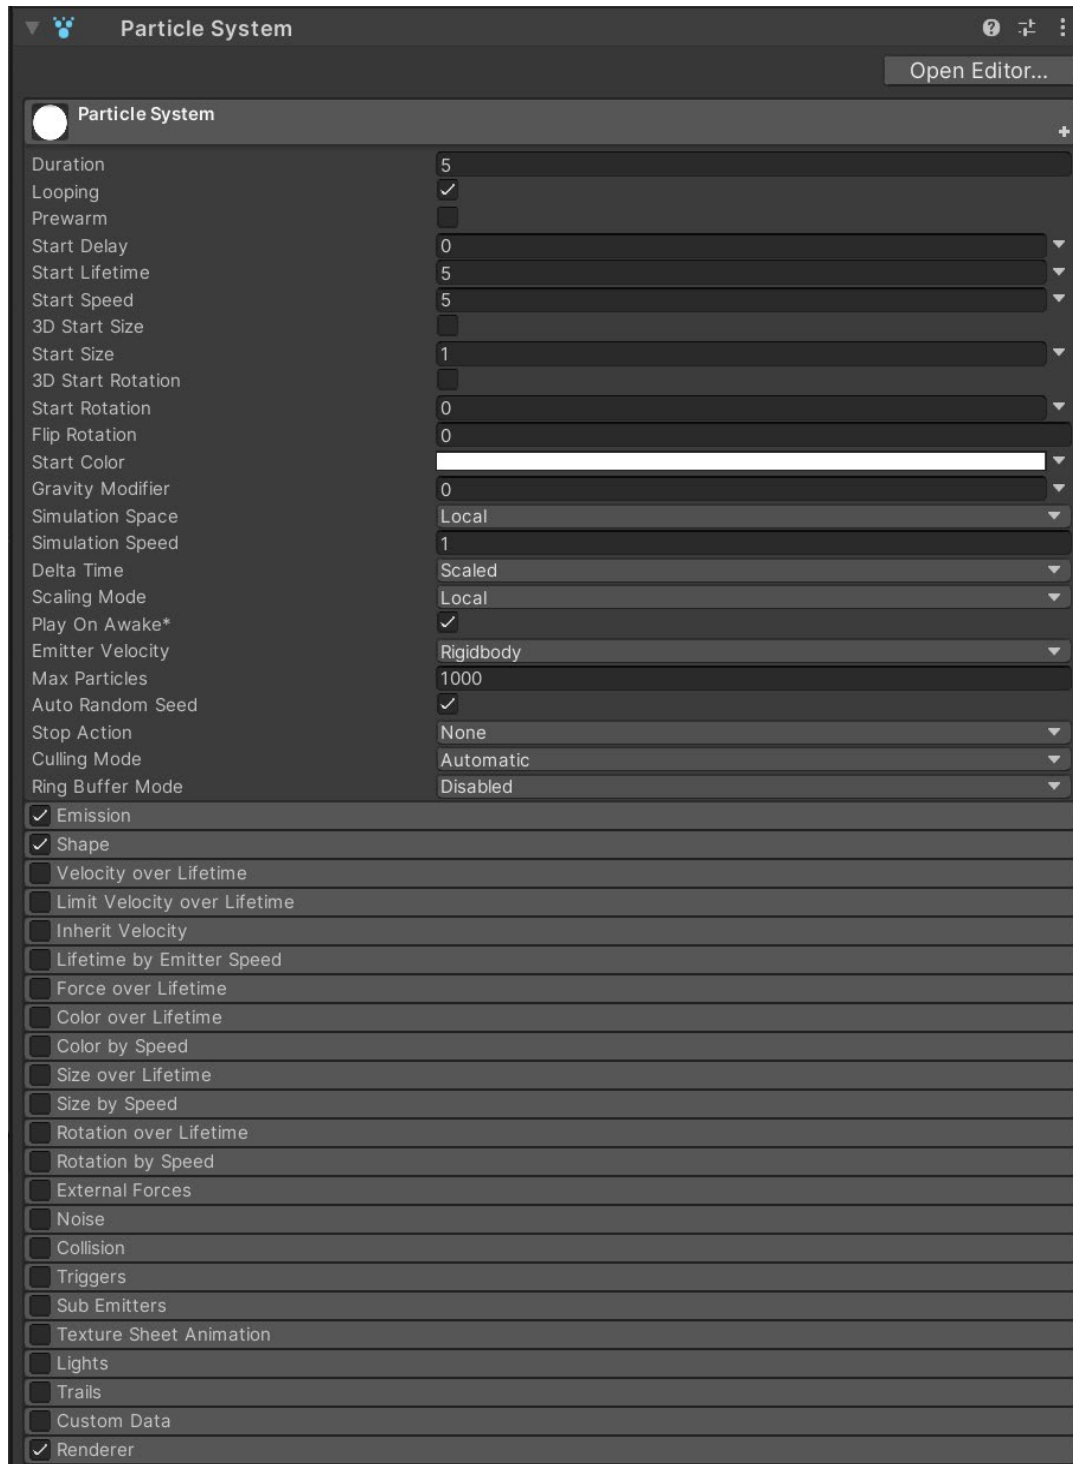 Particle System
Open Editor...
Particle System
Duration 5
Looping
Prewarm
Start Delay 0
Start Lifetime 5
Start Speed 5
3D Start Size
Start Size 1
3D Start Rotation
Start Rotation 0
Flip Rotation 0
Start Color
Gravity Modifier 0
Simulation Space Local
Simulation Speed 1
Delta Time Scaled
Scaling Mode Local
Play On Awake*
Emitter Velocity Rigidbody
Max Particles 1000
Auto Random Seed
Stop Action None
Culling Mode Automatic
Ring Buffer Mode Disabled
Emission
Shape
Velocity over Lifetime
Limit Velocity over Lifetime
Inherit Velocity
Lifetime by Emitter Speed
Force over Lifetime
Color over Lifetime
Color by Speed
Size over Lifetime
Size by Speed
Rotation over Lifetime
Rotation by Speed
External Forces
Noise
Collision
Triggers
Sub Emitters
Texture Sheet Animation
Lights
Trails
Custom Data
Renderer